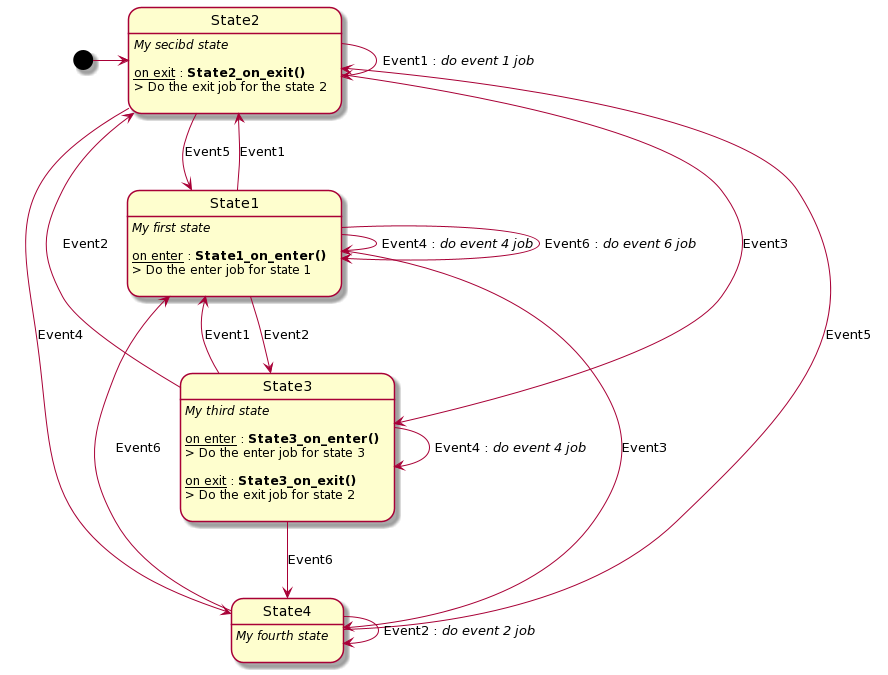 State2
My secibd state
on exit : State2_on_exit()
> Do the exit job for the state 2
Event1 : do event 1 job
Event5
Event1
State1
My first state
on enter : State1_on_enter()
> Do the enter job for state 1
Event4 : do event 4 job
Event6 : do event 6 job
Event2
Event3
Event4
Event1
Event2
Event5
State3
My third state
on enter : State3_on_enter()
> Do the enter job for state 3
on exit : State3_on_exit()
> Do the exit job for state 2
Event4 : do event 4 job
Event6
Event3
Event6
State4
My fourth state
Event2 : do event 2 job